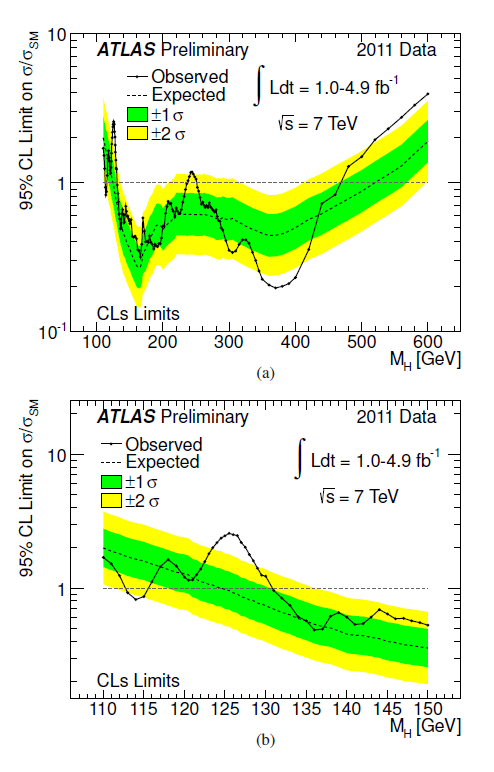 ATLAS Preliminary 2011 Data
Observed
Expected
±1 σ
±2 σ
∫ Ldt = 1.0-4.9 fb⁻¹
√s = 7 TeV
CLs Limits
95% CL Limit on σ/σSM
10
1
10⁻¹
100 200 300 400 500 600
MH [GeV]
(a)
ATLAS Preliminary 2011 Data
Observed
Expected
±1 σ
±2 σ
∫ Ldt = 1.0-4.9 fb⁻¹
√s = 7 TeV
CLs Limits
95% CL Limit on σ/σSM
10
1
110 115 120 125 130 135 140 145 150
MH [GeV]
(b)